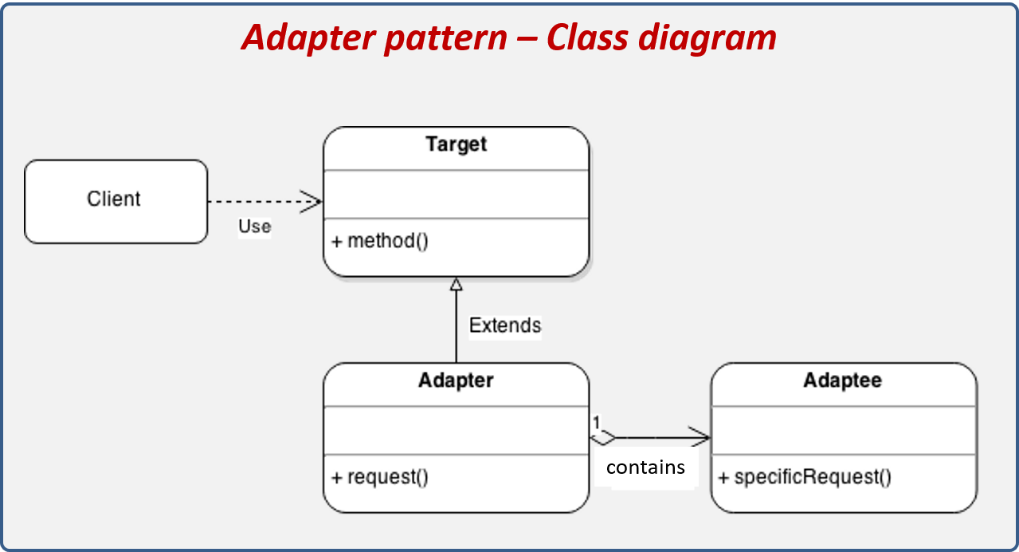 Adapter pattern – Class diagram
Target
Client
Use
+ method()
Extends
Adapter
Adaptee
1
contains
+ request()
+ specificRequest()